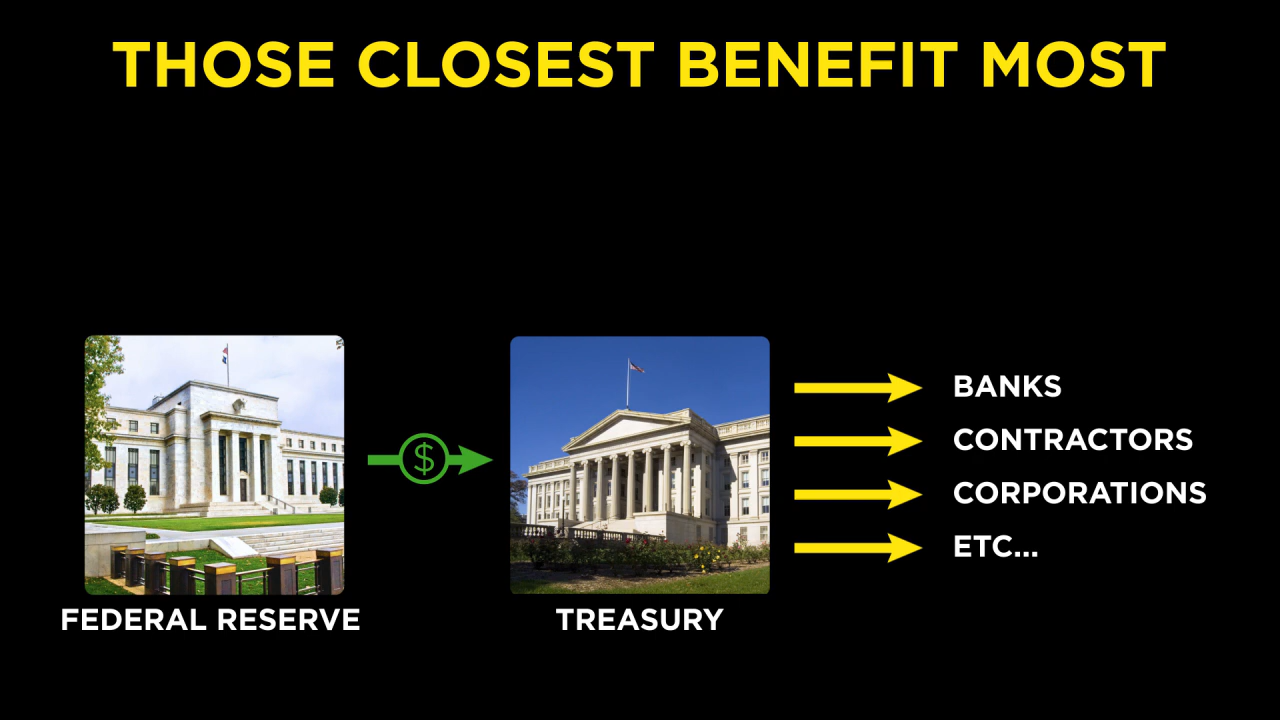 THOSE CLOSEST BENEFIT MOST
$
BANKS
CONTRACTORS
CORPORATIONS
ETC...
FEDERAL RESERVE
TREASURY